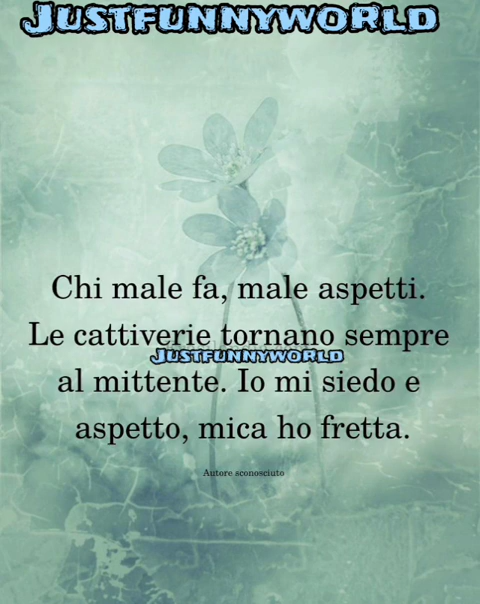 JUSTFUNNYWORLD
Chi male fa, male aspetti.
Le cattiverie tornano sempre
JUSTFUNNYWORLD
al mittente. Io mi siedo e
aspetto, mica ho fretta.
Autore sconosciuto